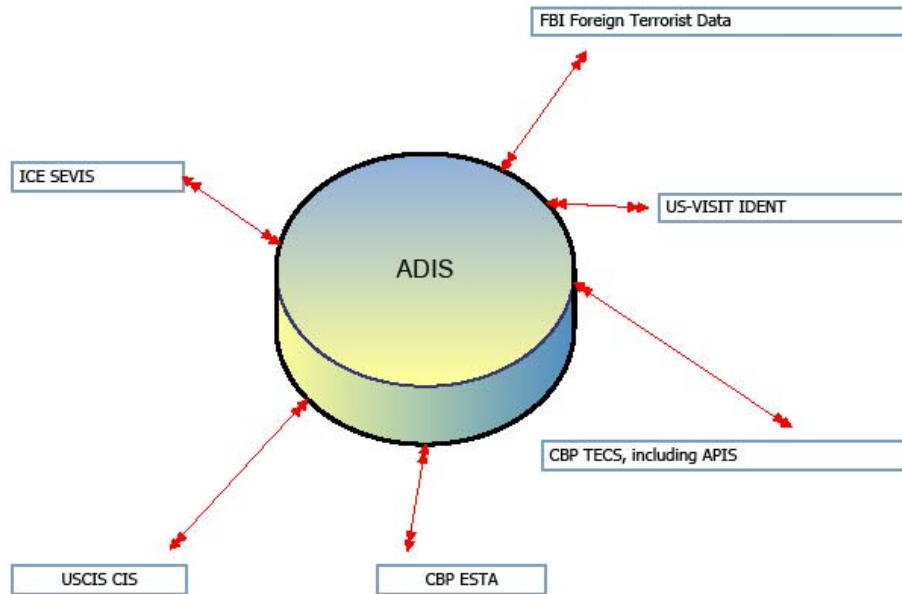 FBI Foreign Terrorist Data
ICE SEVIS
US-VISIT IDENT
ADIS
CBP TECS, including APIS
USCIS CIS
CBP ESTA